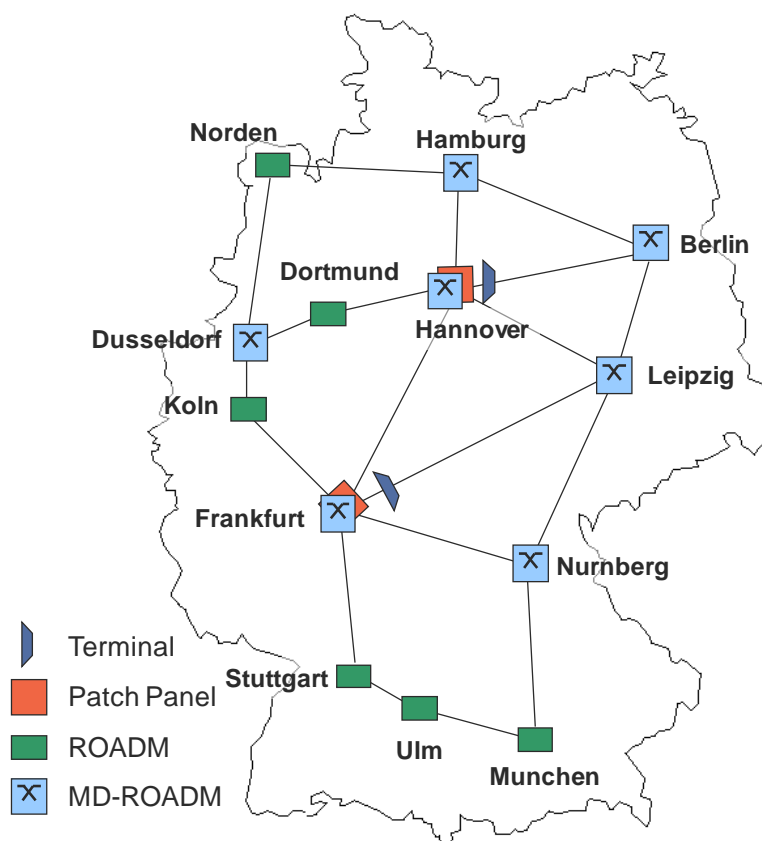 Norden
Hamburg
Berlin
Dortmund
Hannover
Dusseldorf
Leipzig
Koln
Frankfurt
Nurnberg
Terminal
Stuttgart
Patch Panel
ROADM
Ulm
Munchen
MD-ROADM